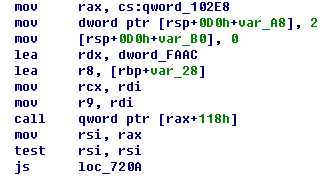 mov rax, cs:qword_102E8
mov dword ptr [rsp+0D0h+var_A8], 2
mov [rsp+0D0h+var_B0], 0
lea rdx, dword_FAAC
lea r8, [rbp+var_28]
mov rcx, rdi
mov r9, rdi
call qword ptr [rax+118h]
mov rsi, rax
test rsi, rsi
js loc_720A